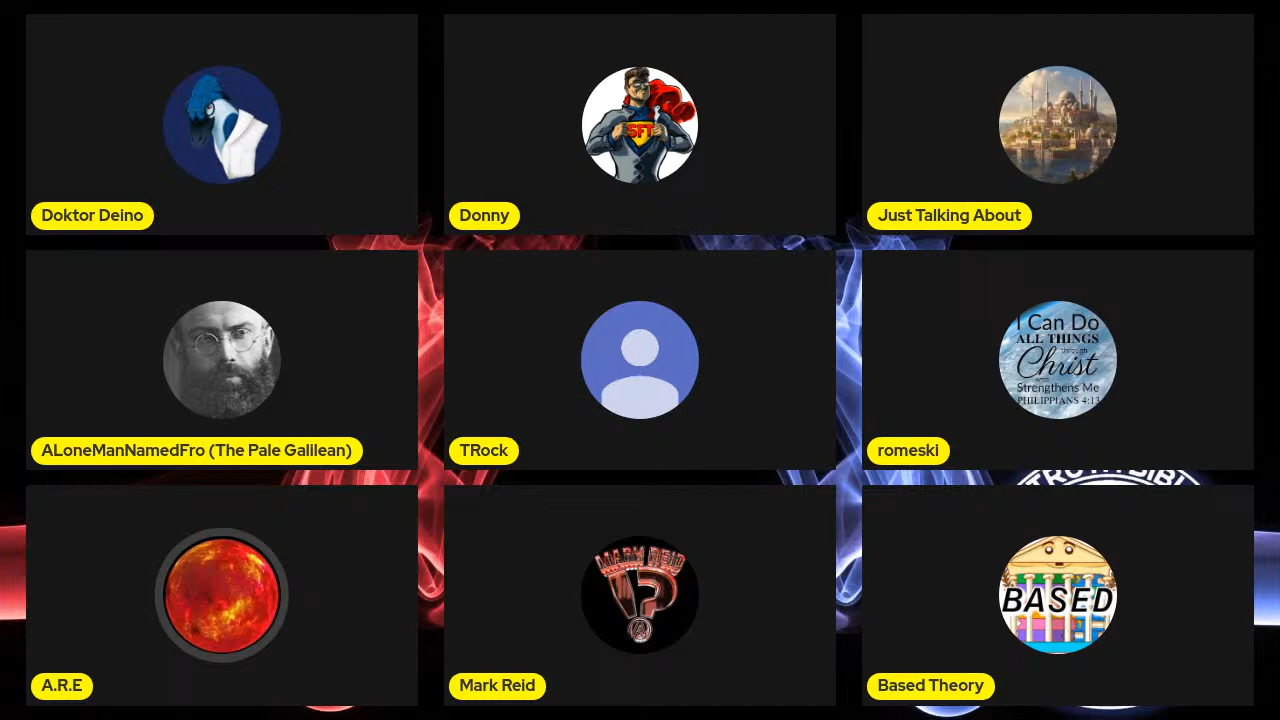 SFT
Doktor Deino
Donny
Just Talking About
I Can Do
ALL THINGS
through
Christ
who
Strengthens Me
PHILIPPIANS 4:13
ALoneManNamedFro (The Pale Galilean)
TRock
romeski
MARK REID
BASED
A.R.E
Mark Reid
Based Theory